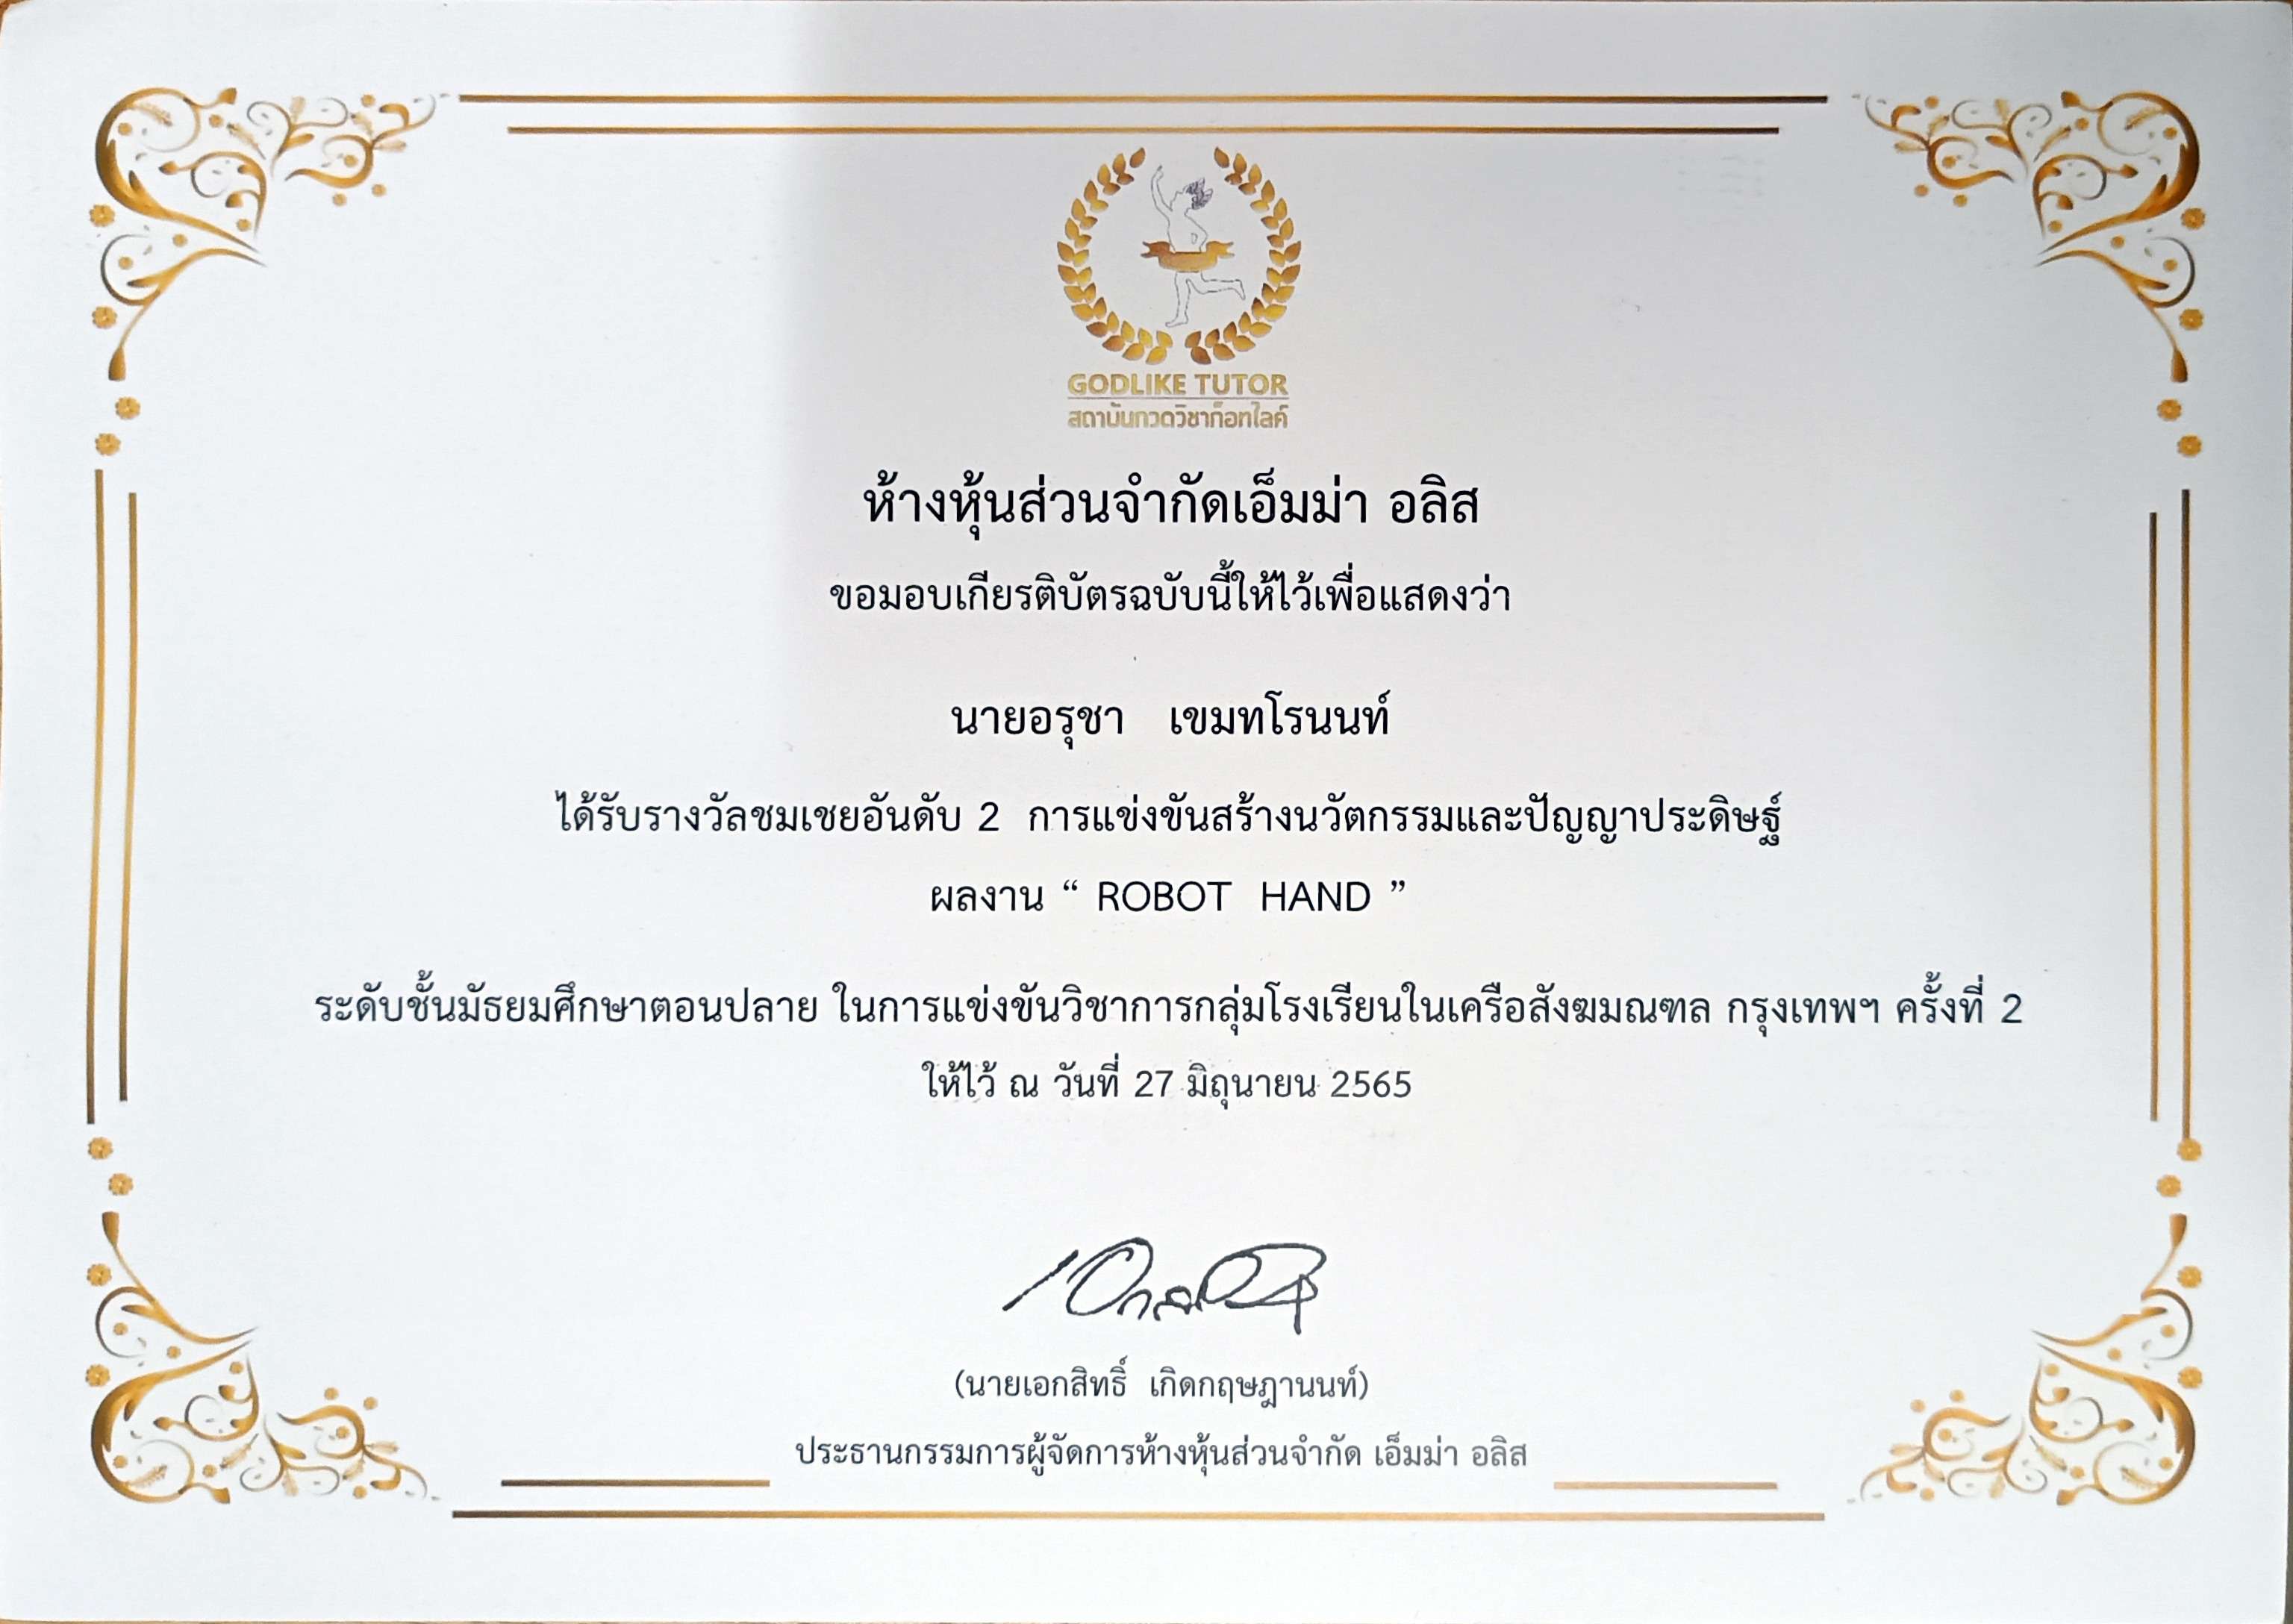 GODLIKE TUTOR
สถาบันกวดวิชาก็อทไลค์
ห้างหุ้นส่วนจำกัดเอ็มม่า อลิส
ขอมอบเกียรติบัตรฉบับนี้ให้ไว้เพื่อแสดงว่า
นายอรุชา เขมทโรนนท์
ได้รับรางวัลชมเชยอันดับ 2 การแข่งขันสร้างนวัตกรรมและปัญญาประดิษฐ์
ผลงาน “ ROBOT HAND ”
ระดับชั้นมัธยมศึกษาตอนปลาย ในการแข่งขันวิชาการกลุ่มโรงเรียนในเครือสังฆมณฑล กรุงเทพฯ ครั้งที่ 2
ให้ไว้ ณ วันที่ 27 มิถุนายน 2565
(นายเอกสิทธิ์ เกิดกฤษฎานนท์)
ประธานกรรมการผู้จัดการห้างหุ้นส่วนจำกัด เอ็มม่า อลิส